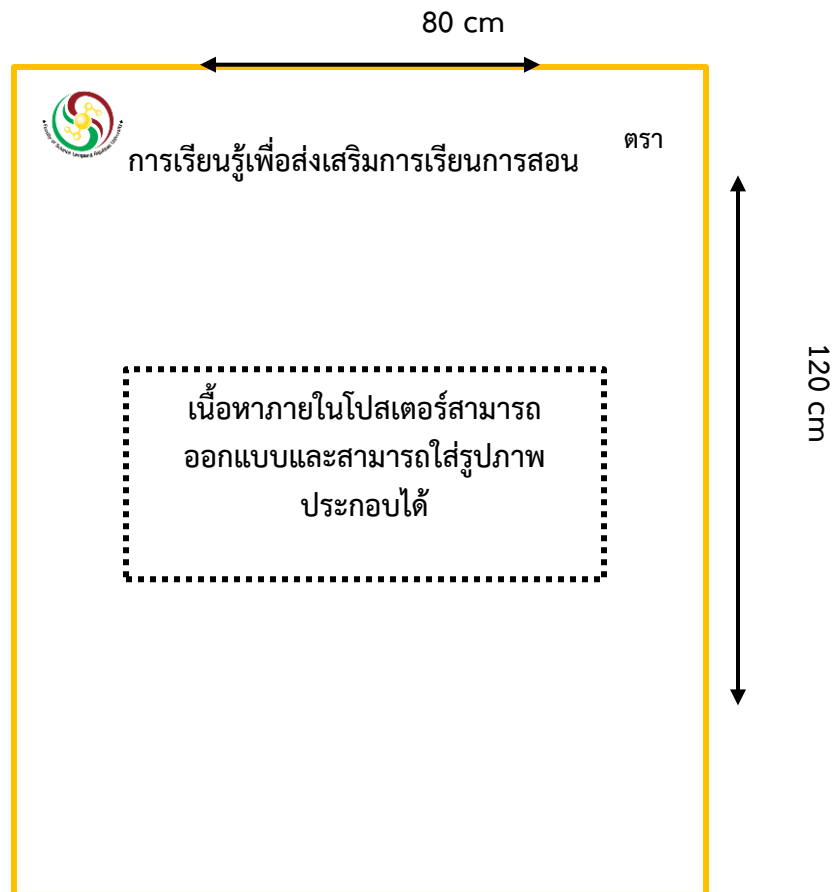 80 cm
ตรา
การเรียนรู้เพื่อส่งเสริมการเรียนการสอน
120 cm
เนื้อหาภายในโปสเตอร์สามารถ
ออกแบบและสามารถใส่รูปภาพ
ประกอบได้